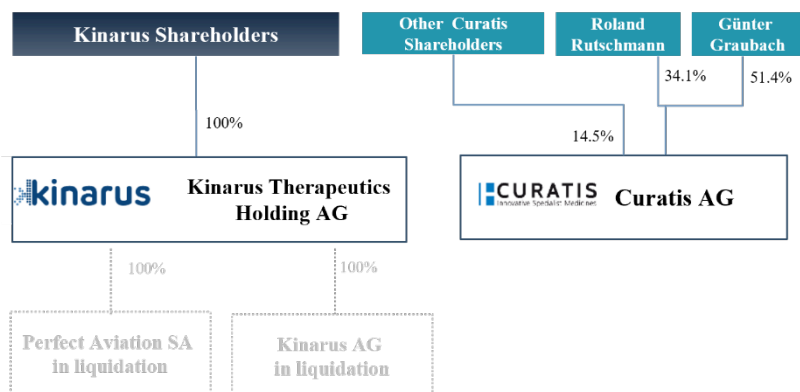 Kinarus Shareholders
Other Curatis
Shareholders
Roland
Rutschmann
Günter
Graubach
34.1%
51.4%
100%
14.5%
kinarus
Kinarus Therapeutics
Holding AG
CURATIS
Innovative Specialist Medicines
Curatis AG
100%
100%
Perfect Aviation SA
in liquidation
Kinarus AG
in liquidation